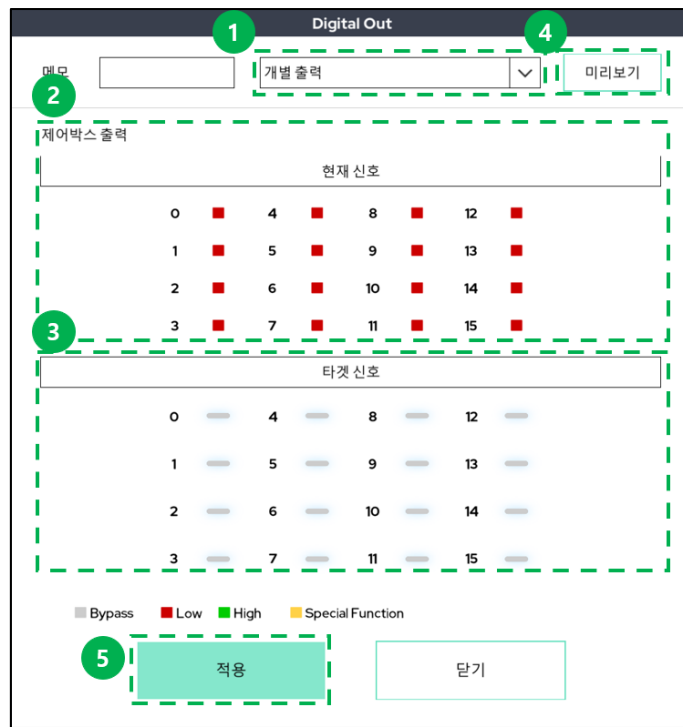 Digital Out
1
4
메모 개별 출력 미리보기
2
제어박스 출력
현재 신호
0 4 8 12
1 5 9 13
2 6 10 14
3 7 11 15
3
타겟 신호
0 4 8 12
1 5 9 13
2 6 10 14
3 7 11 15
Bypass Low High Special Function
5
적용 닫기